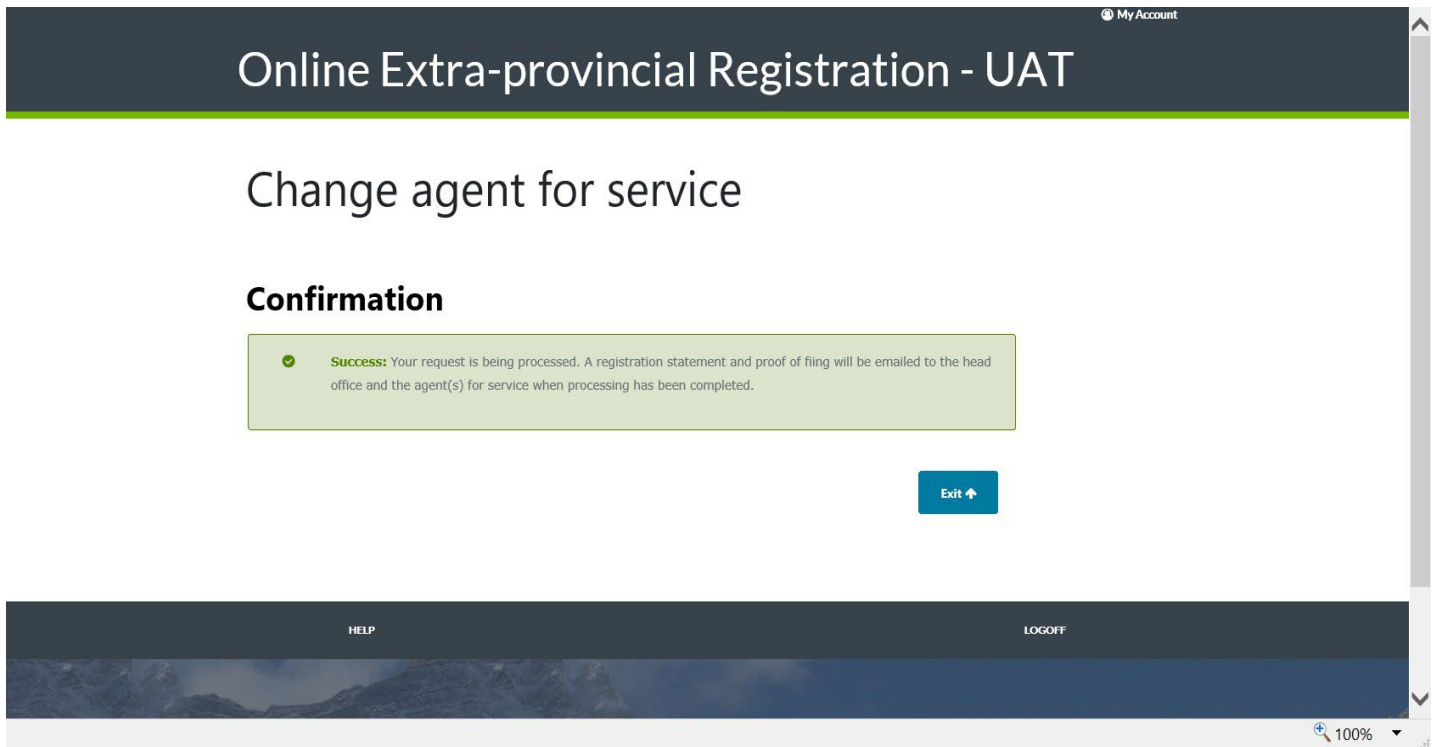 My Account
Online Extra-provincial Registration - UAT
Change agent for service
Confirmation
Success: Your request is being processed. A registration statement and proof of fiing will be emailed to the head
office and the agent(s) for service when processing has been completed.
Exit
HELP
LOGOFF
100%